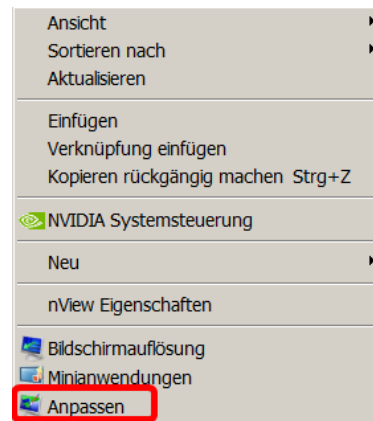 Ansicht
Sortieren nach
Aktualisieren
Einfügen
Verknüpfung einfügen
Kopieren rückgängig machen Strg+Z
NVIDIA Systemsteuerung
Neu
nView Eigenschaften
Bildschirmauflösung
Minianwendungen
Anpassen